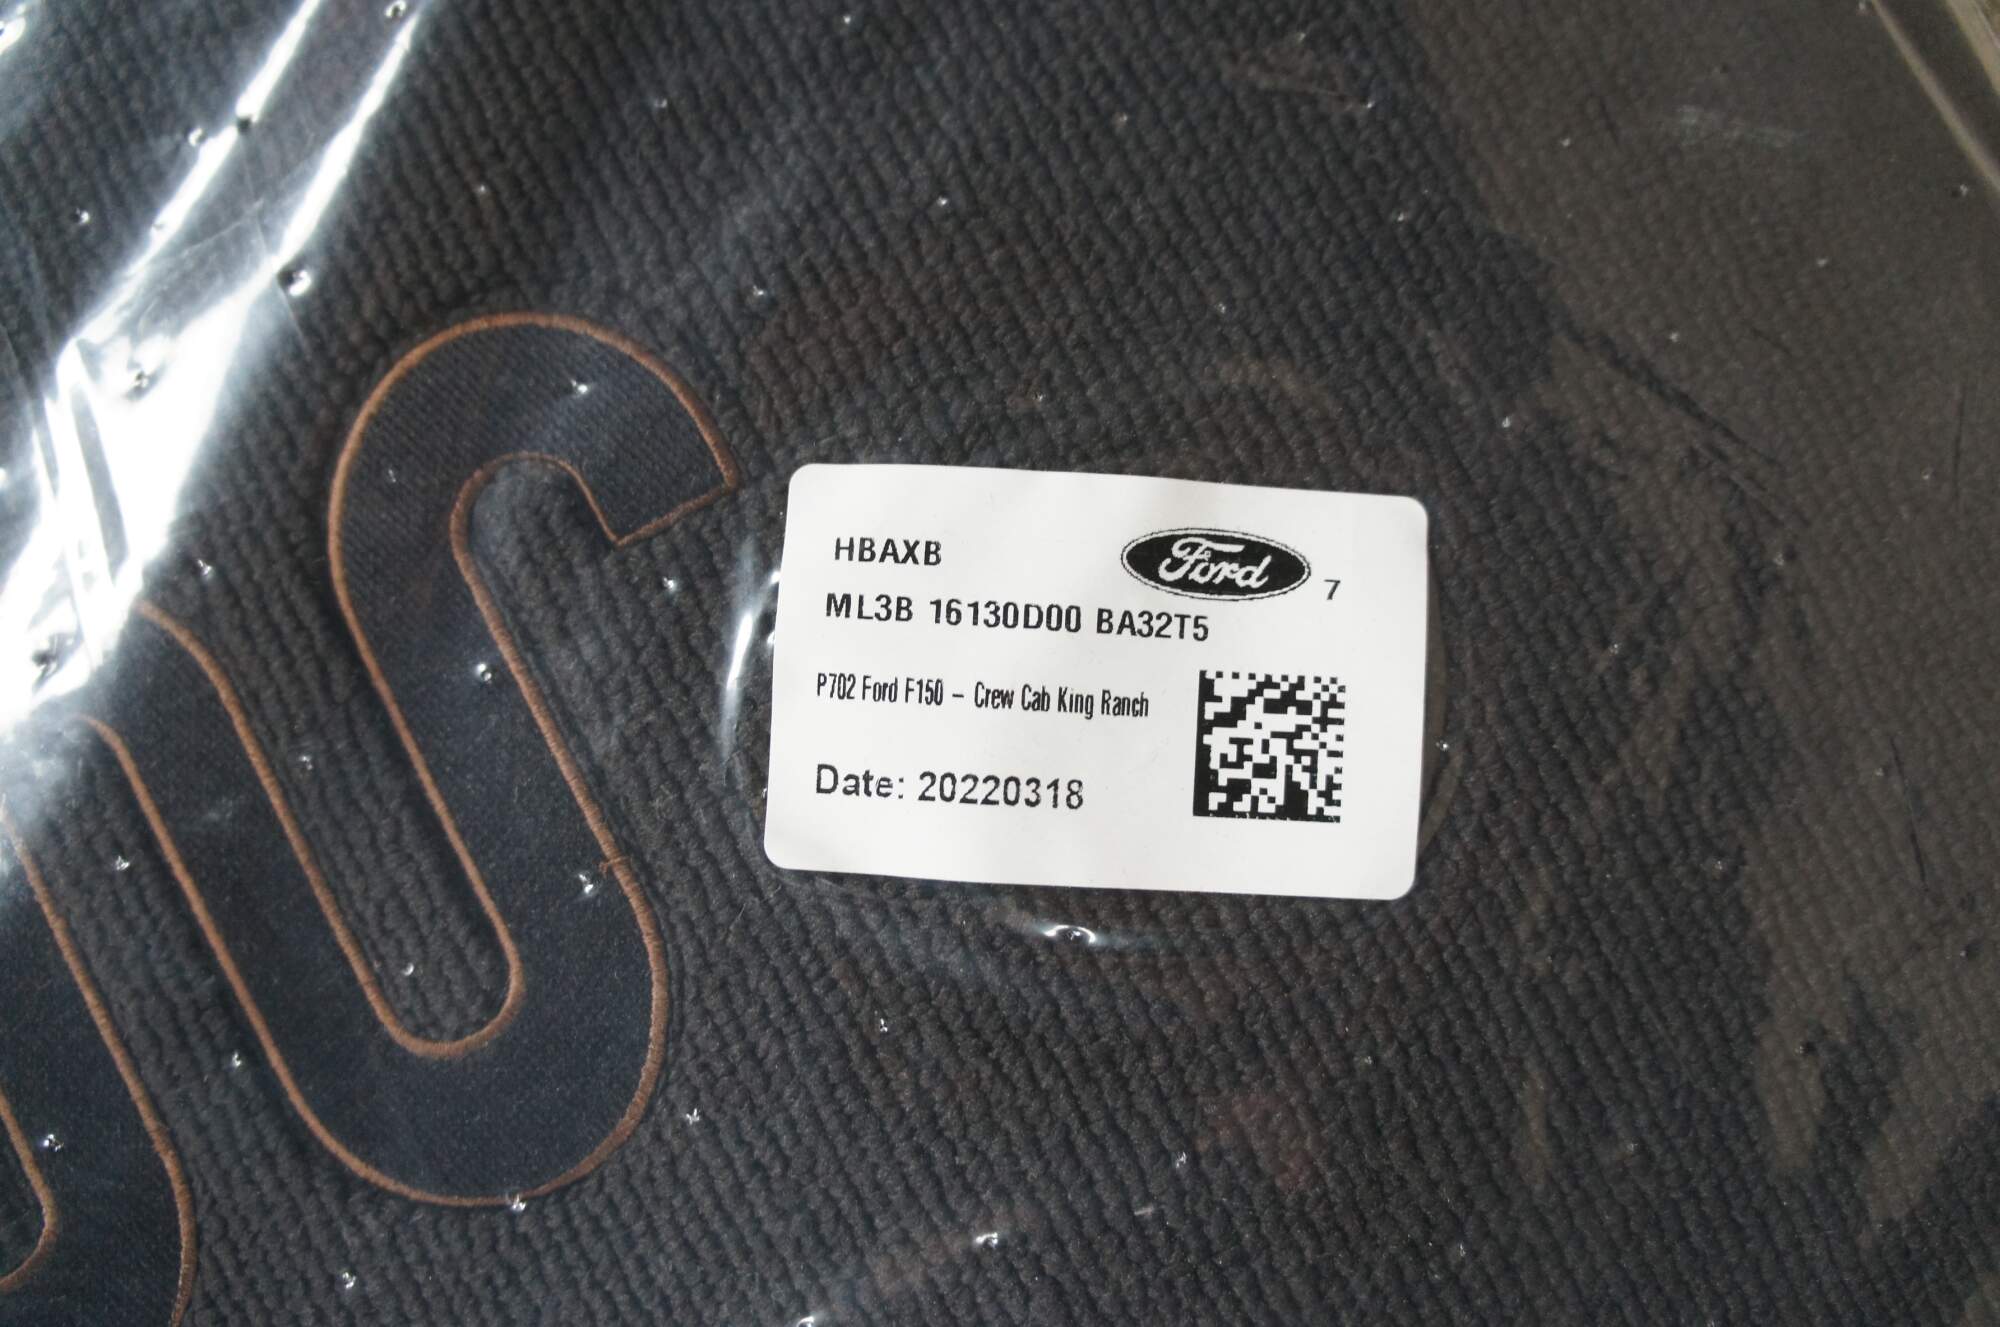 HBAXB
Ford
7
ML3B 16130D00 BA32T5
P702 Ford F150 – Crew Cab King Ranch
Date: 20220318